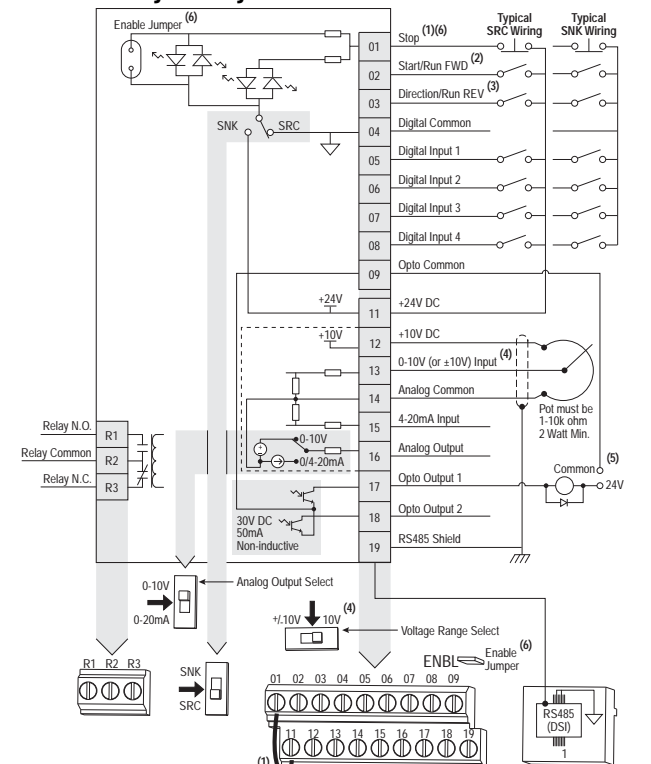 Enable Jumper (6)
Typical
SRC Wiring
Typical
SNK Wiring
01
Stop (1)(6)
02
Start/Run FWD (2)
03
Direction/Run REV (3)
SNK
SRC
04
Digital Common
05
Digital Input 1
06
Digital Input 2
07
Digital Input 3
08
Digital Input 4
09
Opto Common
+24V
11
+24V DC
+10V
12
+10V DC
13
0-10V (or ±10V) Input (4)
14
Analog Common
Pot must be
1-10k ohm
2 Watt Min.
15
4-20mA Input
0-10V
0/4-20mA
16
Analog Output
Relay N.O.
R1
Relay Common
R2
Relay N.C.
R3
Common (5)
24V
17
Opto Output 1
18
Opto Output 2
30V DC
50mA
Non-inductive
19
RS485 Shield
0-10V
0-20mA
Analog Output Select
(4)
+/-10V 10V
Voltage Range Select
R1 R2 R3
SNK
SRC
ENBL
Enable (6)
Jumper
01 02 03 04 05 06 07 08 09
11 12 13 14 15 16 17 18 19
(1)
RS485
(DSI)
1